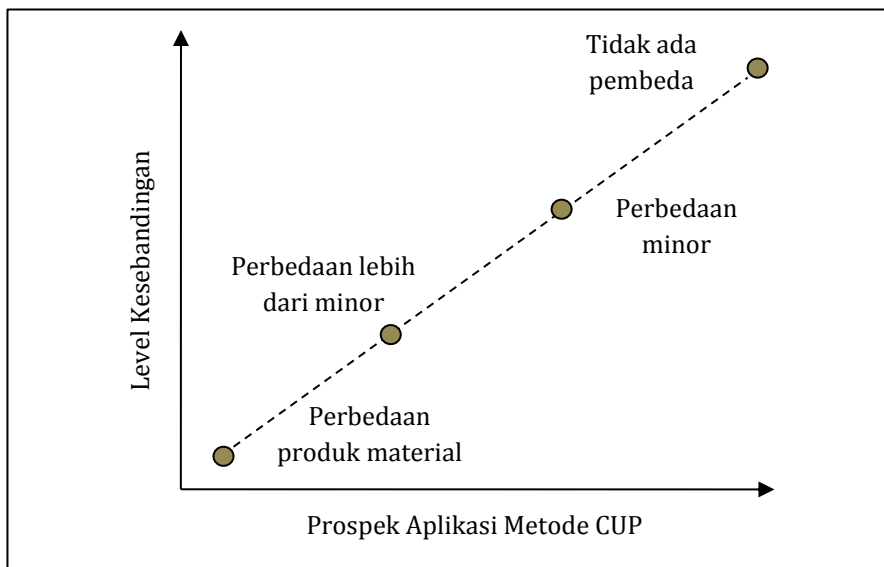 Tidak ada
pembeda
Perbedaan
minor
Perbedaan lebih
dari minor
Perbedaan
produk material
Level Kesebandingan
Prospek Aplikasi Metode CUP